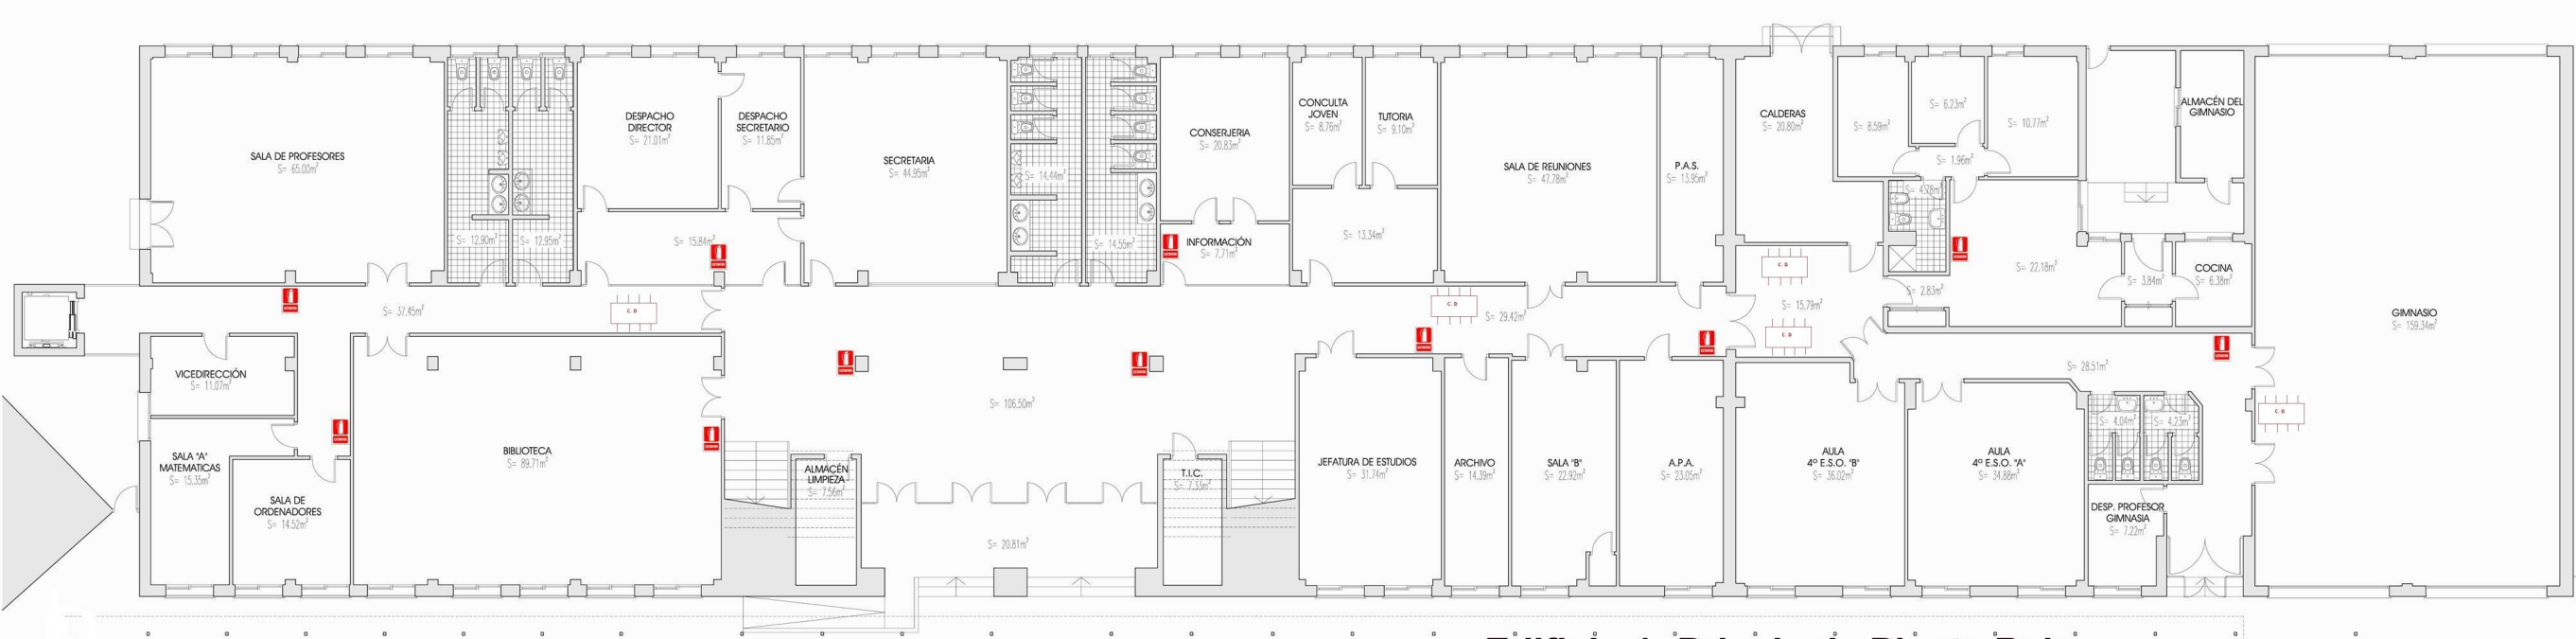 SALA DE PROFESORES
S= 65.00m²
S= 12.90m²
S= 12.95m²
DESPACHO
DIRECTOR
S= 21.01m²
DESPACHO
SECRETARIO
S= 11.85m²
S= 15.84m²
SECRETARIA
S= 44.95m²
S= 14.44m²
S= 14.55m²
CONSERJERIA
S= 20.83m²
INFORMACIÓN
S= 7.71m²
CONCULTA
JOVEN
S= 8.76m²
TUTORIA
S= 9.10m²
S= 13.34m²
SALA DE REUNIONES
S= 47.78m²
P.A.S.
S= 13.95m²
CALDERAS
S= 20.80m²
S= 8.59m²
S= 6.23m²
S= 10.77m²
S= 1.96m²
S= 4.78m²
ALMACÉN DEL
GIMNASIO
S= 22.18m²
S= 2.83m²
S= 3.84m²
COCINA
S= 6.38m²
GIMNASIO
S= 159.34m²
S= 37.45m²
C. D
C. D
S= 29.42m²
C. D
S= 15.79m²
C. D
S= 28.51m²
C. D
VICEDIRECCIÓN
S= 11.07m²
SALA "A"
MATEMATICAS
S= 15.35m²
SALA DE
ORDENADORES
S= 14.52m²
BIBLIOTECA
S= 89.71m²
S= 106.50m²
ALMACÉN
LIMPIEZA
S= 7.56m²
S= 20.81m²
T.I.C.
S= 7.33m²
JEFATURA DE ESTUDIOS
S= 31.74m²
ARCHIVO
S= 14.39m²
SALA "B"
S= 22.92m²
A.P.A.
S= 23.05m²
AULA
4º E.S.O. "B"
S= 36.02m²
AULA
4º E.S.O. "A"
S= 34.88m²
S= 4.04m²
S= 4.23m²
DESP. PROFESOR
GIMNASIA
S= 7.22m²